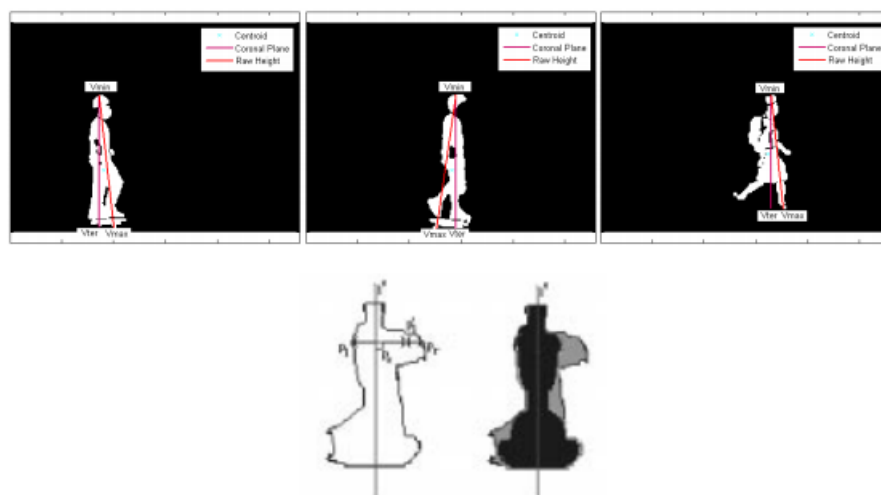 Centroid
Coronal Plane
Raw Height
Vmin
Vter Vmax
Centroid
Coronal Plane
Raw Height
Vmin
Vmax Vter
Centroid
Coronal Plane
Raw Height
Vmin
Vter Vmax